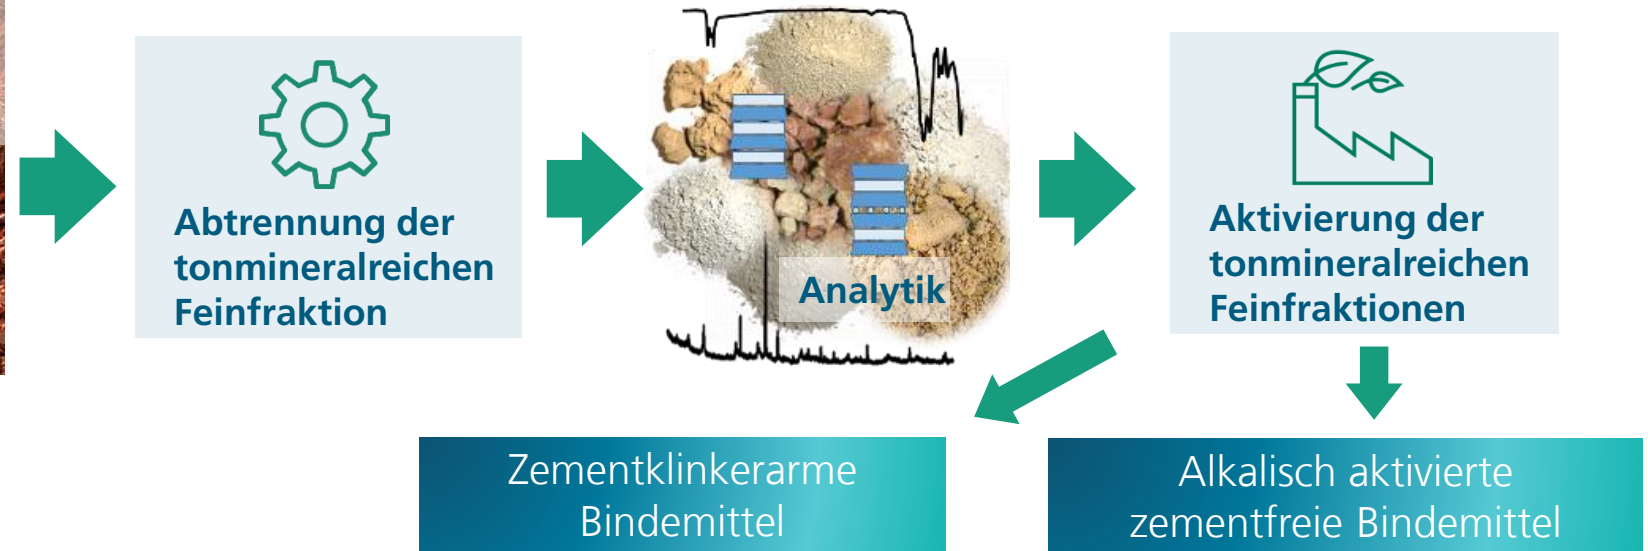 Abtrennung der
tonmineralreichen
Feinfraktion
Analytik
Aktivierung der
tonmineralreichen
Feinfraktionen
Zementklinkerarme
Bindemittel
Alkalisch aktivierte
zementfreie Bindemittel